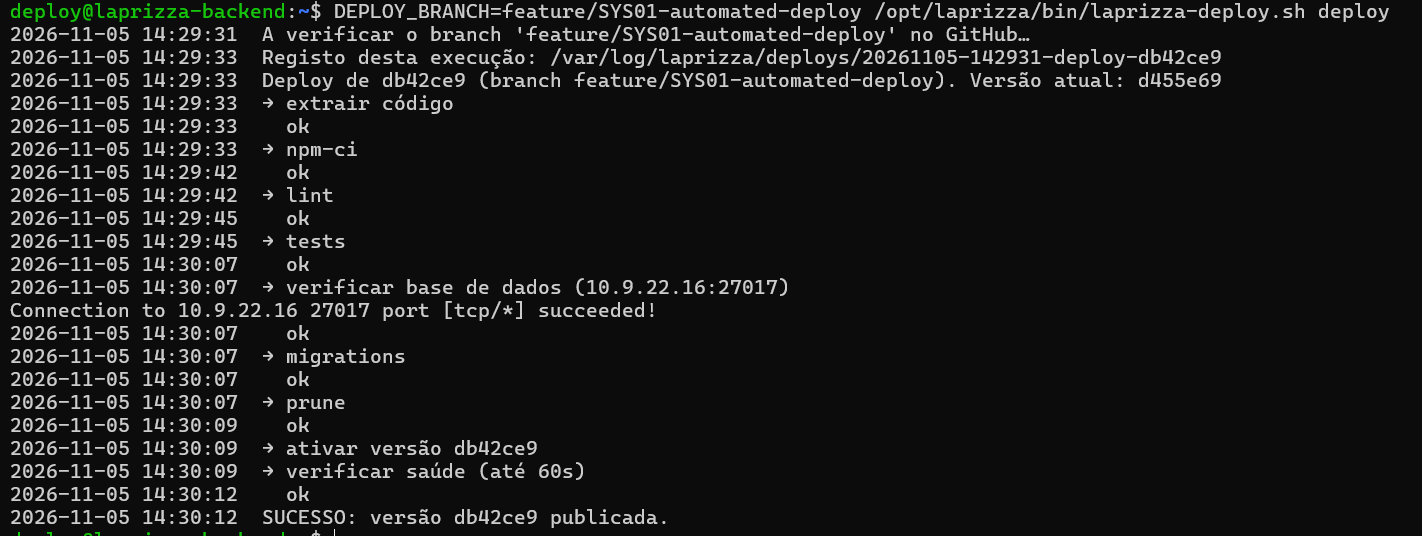 deploy@laprizza-backend:~$ DEPLOY_BRANCH=feature/SYS01-automated-deploy /opt/laprizza/bin/laprizza-deploy.sh deploy
2026-11-05 14:29:31  A verificar o branch 'feature/SYS01-automated-deploy' no GitHub…
2026-11-05 14:29:33  Registo desta execução: /var/log/laprizza/deploys/20261105-142931-deploy-db42ce9
2026-11-05 14:29:33  Deploy de db42ce9 (branch feature/SYS01-automated-deploy). Versão atual: d455e69
2026-11-05 14:29:33  → extrair código
2026-11-05 14:29:33    ok
2026-11-05 14:29:33  → npm-ci
2026-11-05 14:29:42    ok
2026-11-05 14:29:42  → lint
2026-11-05 14:29:45    ok
2026-11-05 14:29:45  → tests
2026-11-05 14:30:07    ok
2026-11-05 14:30:07  → verificar base de dados (10.9.22.16:27017)
Connection to 10.9.22.16 27017 port [tcp/*] succeeded!
2026-11-05 14:30:07    ok
2026-11-05 14:30:07  → migrations
2026-11-05 14:30:07    ok
2026-11-05 14:30:07  → prune
2026-11-05 14:30:09    ok
2026-11-05 14:30:09  → ativar versão db42ce9
2026-11-05 14:30:09  → verificar saúde (até 60s)
2026-11-05 14:30:12    ok
2026-11-05 14:30:12  SUCESSO: versão db42ce9 publicada.